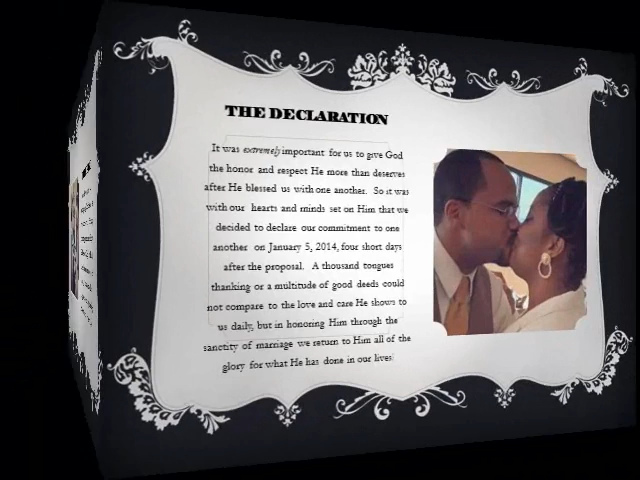 THE DECLARATION
It was extremely important for us to give God
the honor and respect He more than deserves
after He blessed us with one another. So it was
with our hearts and minds set on Him that we
decided to declare our commitment to one
another on January 5, 2014, four short days
after the proposal. A thousand tongues
thanking or a multitude of good deeds could
not compare to the love and care He shows to
us daily, but in honoring Him through the
sanctity of marriage we return to Him all of the
glory for what He has done in our lives